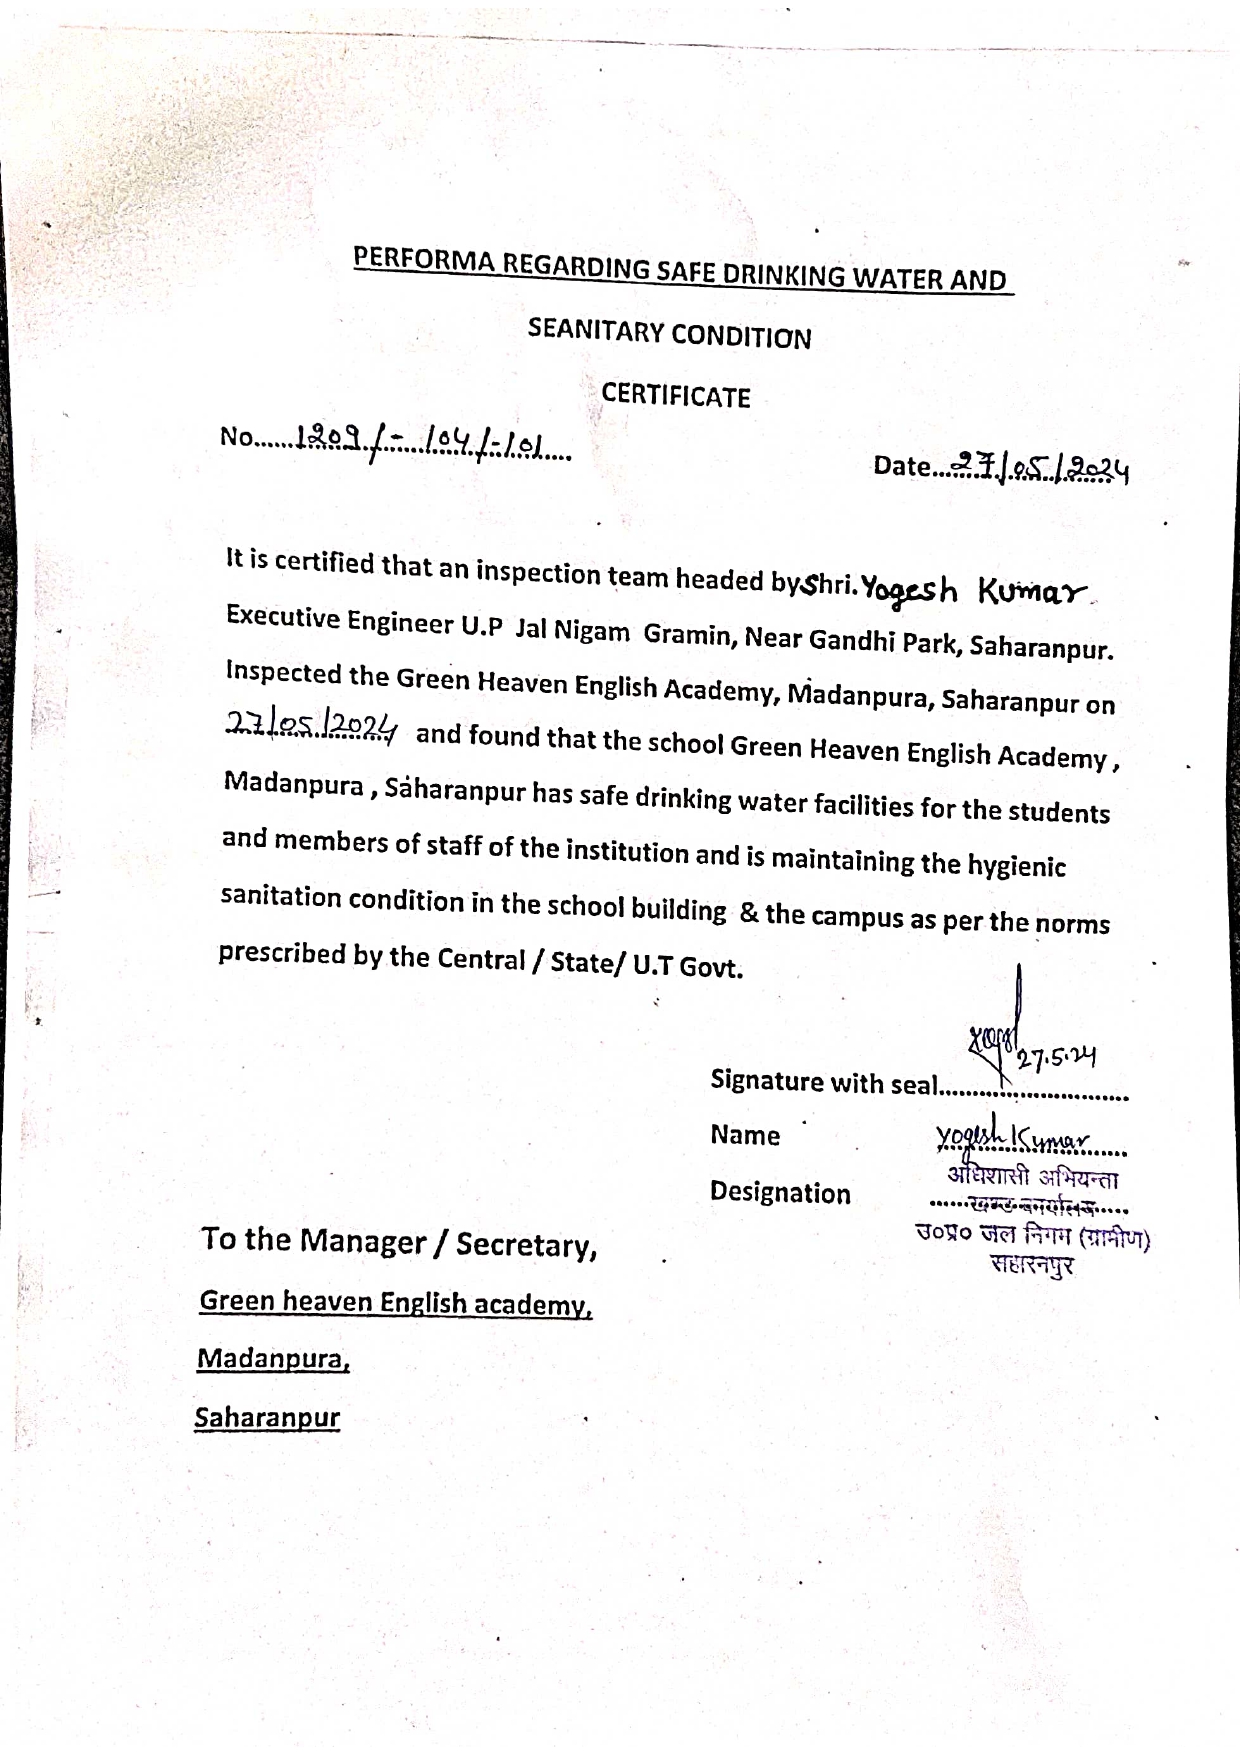 PERFORMA REGARDING SAFE DRINKING WATER AND
SEANITARY CONDITION
CERTIFICATE
No......1209/-....104/-101....
Date...27/05/2024
It is certified that an inspection team headed by Shri. Yogesh Kumar
Executive Engineer U.P Jal Nigam Gramin, Near Gandhi Park, Saharanpur.
Inspected the Green Heaven English Academy, Madanpura, Saharanpur on
27/05/2024 and found that the school Green Heaven English Academy,
Madanpura, Saharanpur has safe drinking water facilities for the students
and members of staff of the institution and is maintaining the hygienic
sanitation condition in the school building & the campus as per the norms
prescribed by the Central / State/ U.T Govt.
27.5.24
Signature with seal..............................
Name Yogesh Kumar
अधिशासी अभियन्ता
Designation
उ०प्र० जल निगम (ग्रामीण)
सहारनपुर
To the Manager / Secretary,
Green heaven English academy,
Madanpura,
Saharanpur